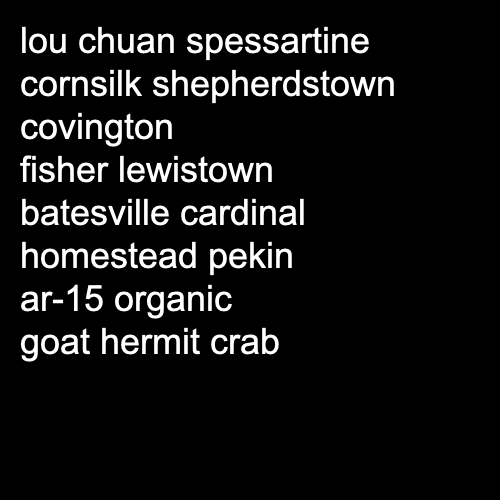 lou chuan spessartine
cornsilk shepherdstown
covington
fisher lewistown
batesville cardinal
homestead pekin
ar-15 organic
goat hermit crab